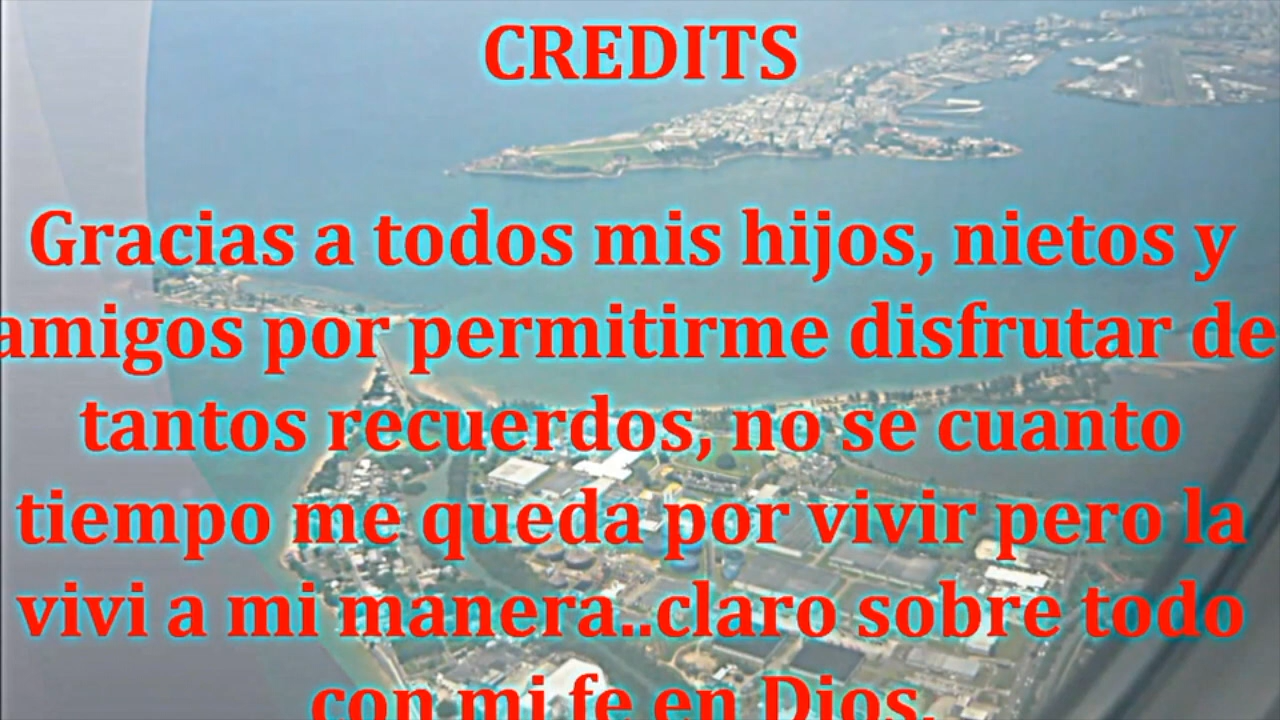 CREDITS
Gracias a todos mis hijos, nietos y
amigos por permitirme disfrutar de
tantos recuerdos, no se cuanto
tiempo me queda por vivir pero la
vivi a mi manera..claro sobre todo
con mi fe en Dios.